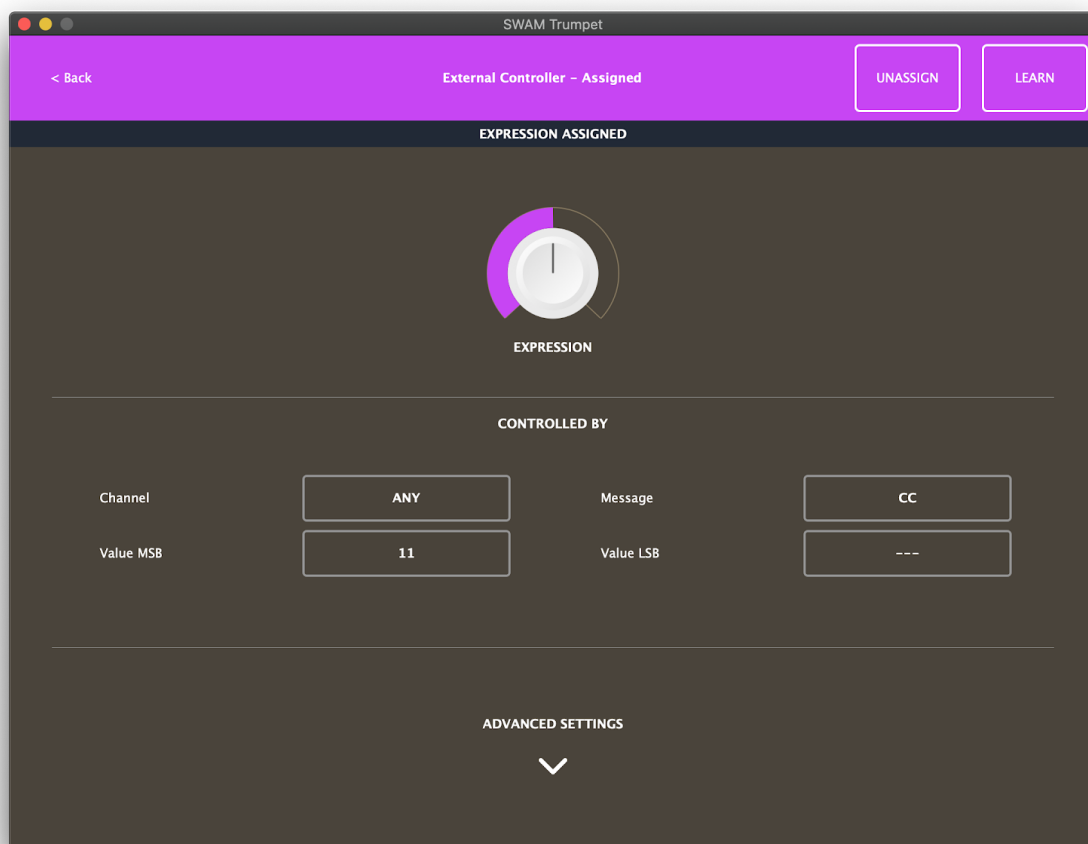 SWAM Trumpet
< Back
External Controller – Assigned
UNASSIGN
LEARN
EXPRESSION ASSIGNED
EXPRESSION
CONTROLLED BY
Channel
ANY
Message
CC
Value MSB
11
Value LSB
---
ADVANCED SETTINGS